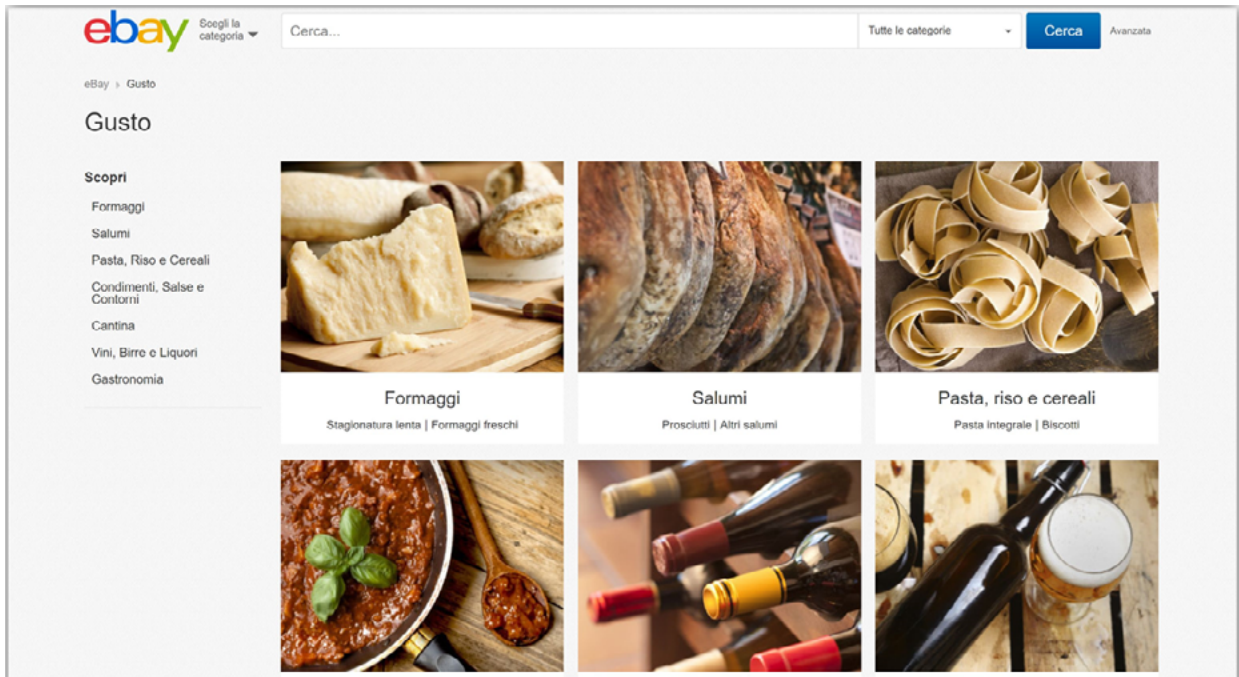 ebay
Scegli la
categoria
Cerca...
Tutte le categorie
Cerca
Avanzata
eBay
Gusto
Gusto
Scopri
Formaggi
Salumi
Pasta, Riso e Cereali
Condimenti, Salse e
Contorni
Cantina
Vini, Birre e Liquori
Gastronomia
Formaggi
Stagionatura lenta | Formaggi freschi
Salumi
Prosciutti | Altri salumi
Pasta, riso e cereali
Pasta integrale | Biscotti